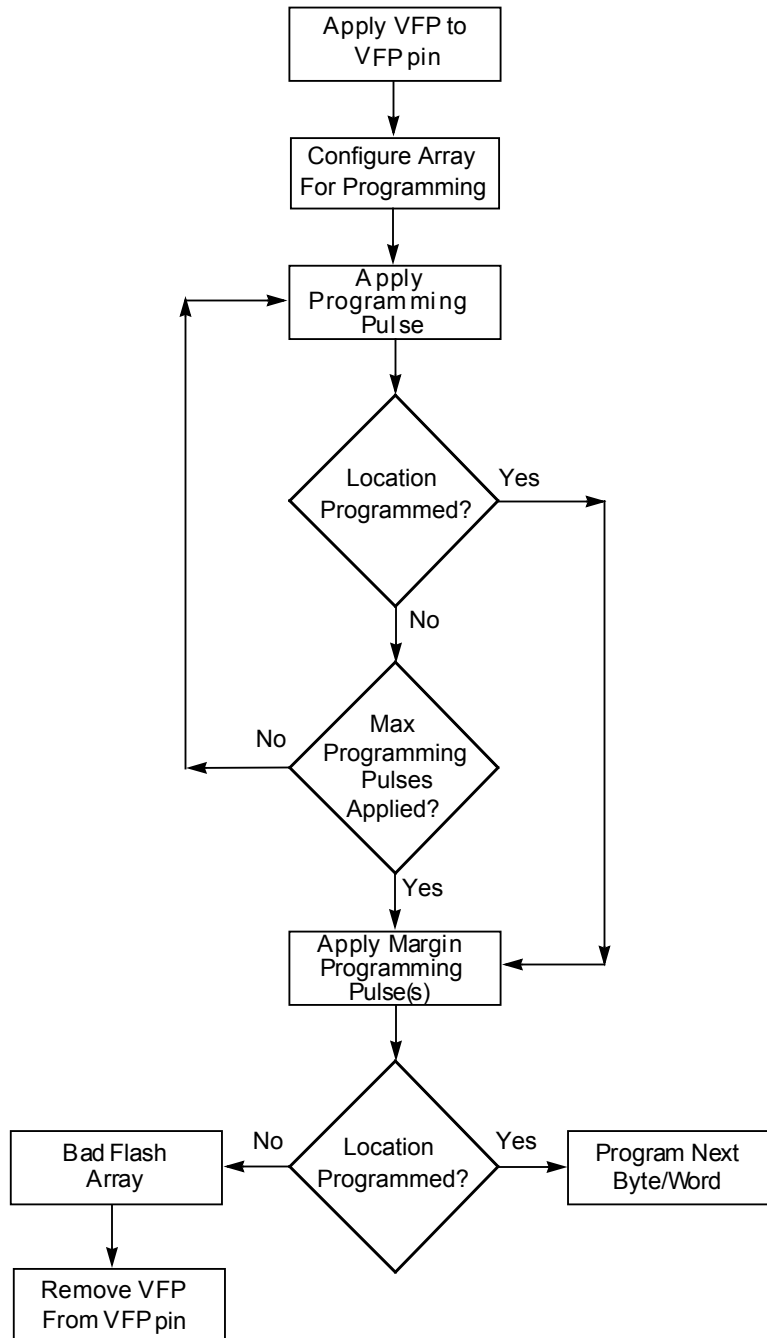 Apply VFP to
VFP pin
Configure Array
For Programming
Apply
Programming
Pulse
Location
Programmed?
Yes
No
Max
Programming
Pulses
Applied?
No
Yes
Apply Margin
Programming
Pulse(s)
Location
Programmed?
No
Yes
Bad Flash
Array
Program Next
Byte/Word
Remove VFP
From VFP pin